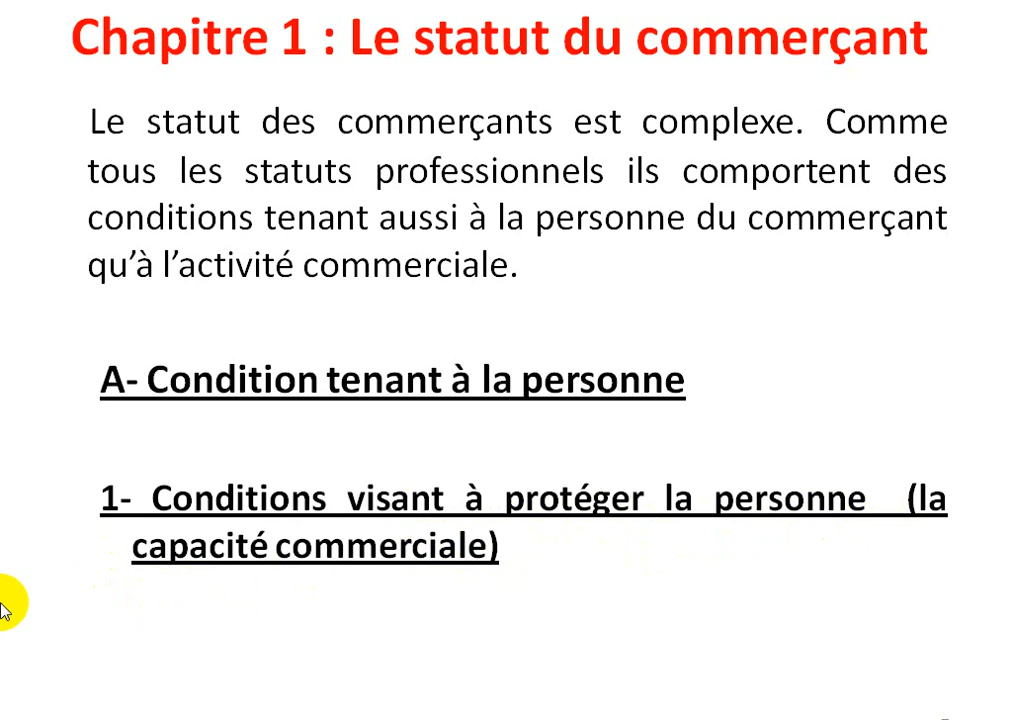 Chapitre 1 : Le statut du commerçant
Le statut des commerçants est complexe. Comme
tous les statuts professionnels ils comportent des
conditions tenant aussi à la personne du commerçant
qu’à l’activité commerciale.
A- Condition tenant à la personne
1- Conditions visant à protéger la personne (la
capacité commerciale)